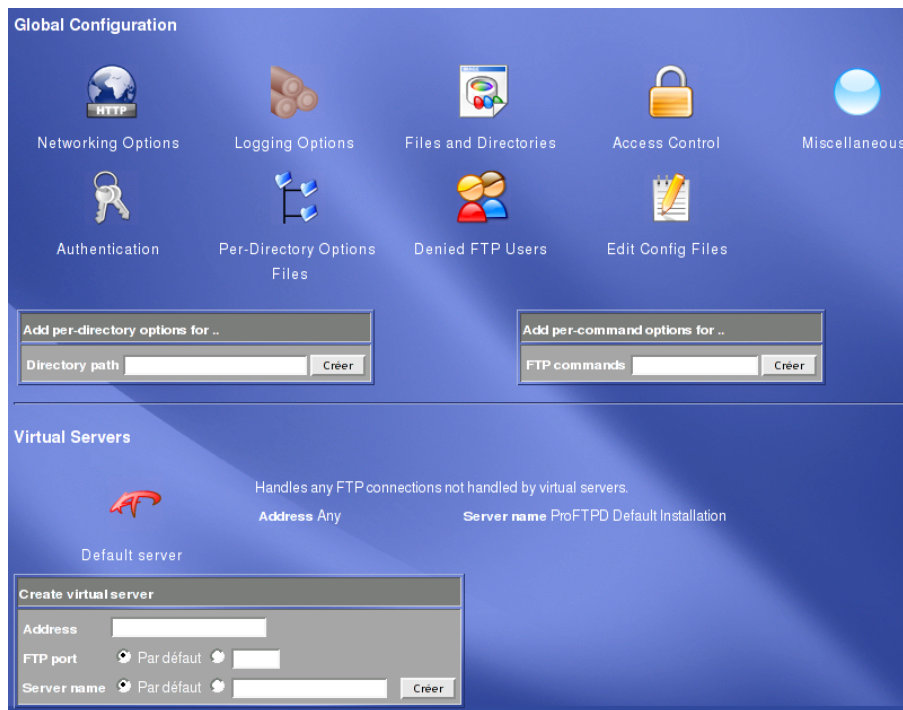 Global Configuration
HTTP
Networking Options
Logging Options
Files and Directories
Access Control
Miscellaneous
Authentication
Per-Directory Options
Files
Denied FTP Users
Edit Config Files
Add per-directory options for ..
Directory path
Créer
Add per-command options for ..
FTP commands
Créer
Virtual Servers
Default server
Handles any FTP connections not handled by virtual servers.
Address Any
Server name ProFTPD Default Installation
Create virtual server
Address
FTP port Par défaut
Server name Par défaut
Créer